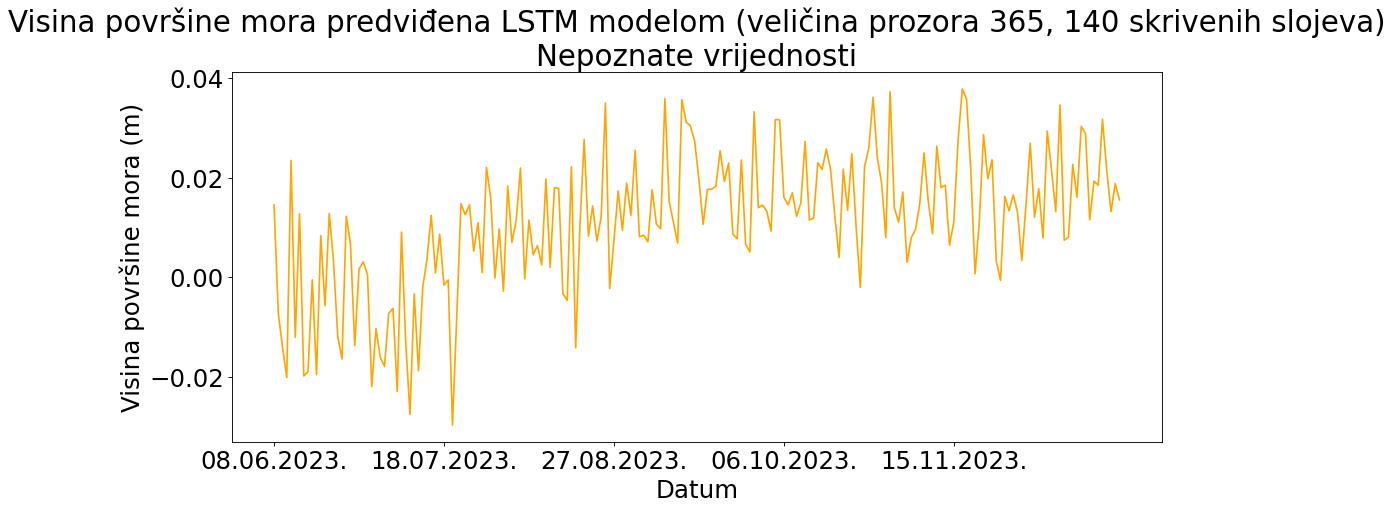 Visina površine mora predviđena LSTM modelom (veličina prozora 365, 140 skrivenih slojeva)
Nepoznate vrijednosti
Visina površine mora (m)
0.04
0.02
0.00
−0.02
08.06.2023. 18.07.2023. 27.08.2023. 06.10.2023. 15.11.2023.
Datum